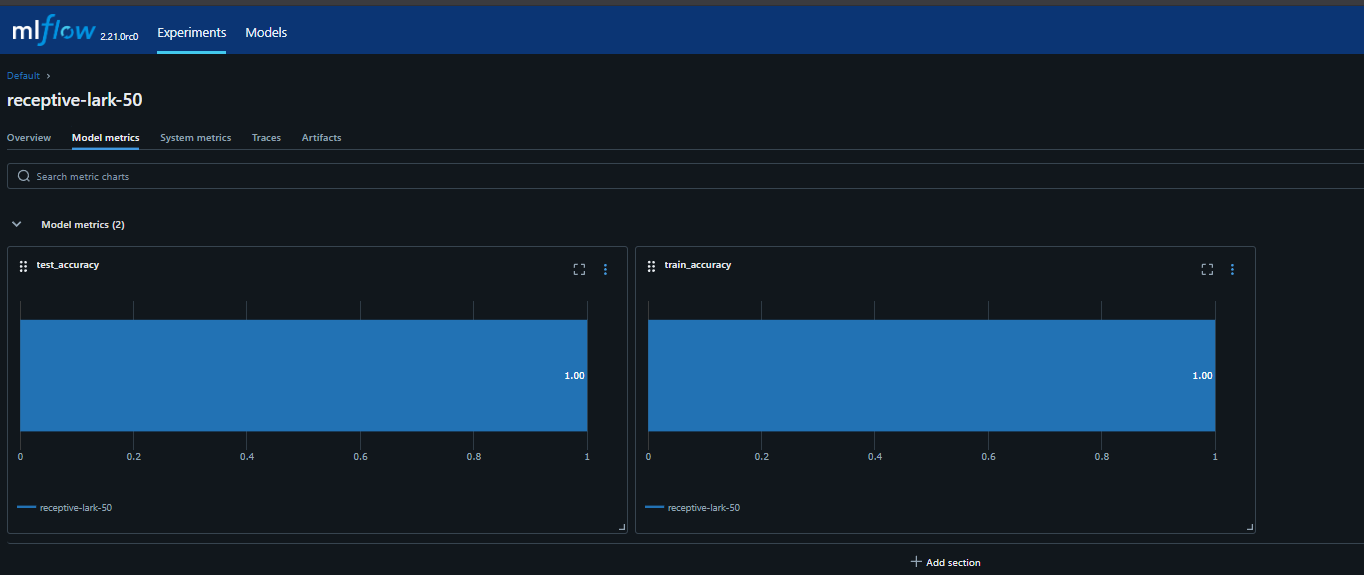 mlflow 2.21.0rc0 Experiments Models
Default ›
receptive-lark-50
Overview Model metrics System metrics Traces Artifacts
Search metric charts
Model metrics (2)
test_accuracy
1.00
0 0.2 0.4 0.6 0.8 1
receptive-lark-50
train_accuracy
1.00
0 0.2 0.4 0.6 0.8 1
receptive-lark-50
+ Add section